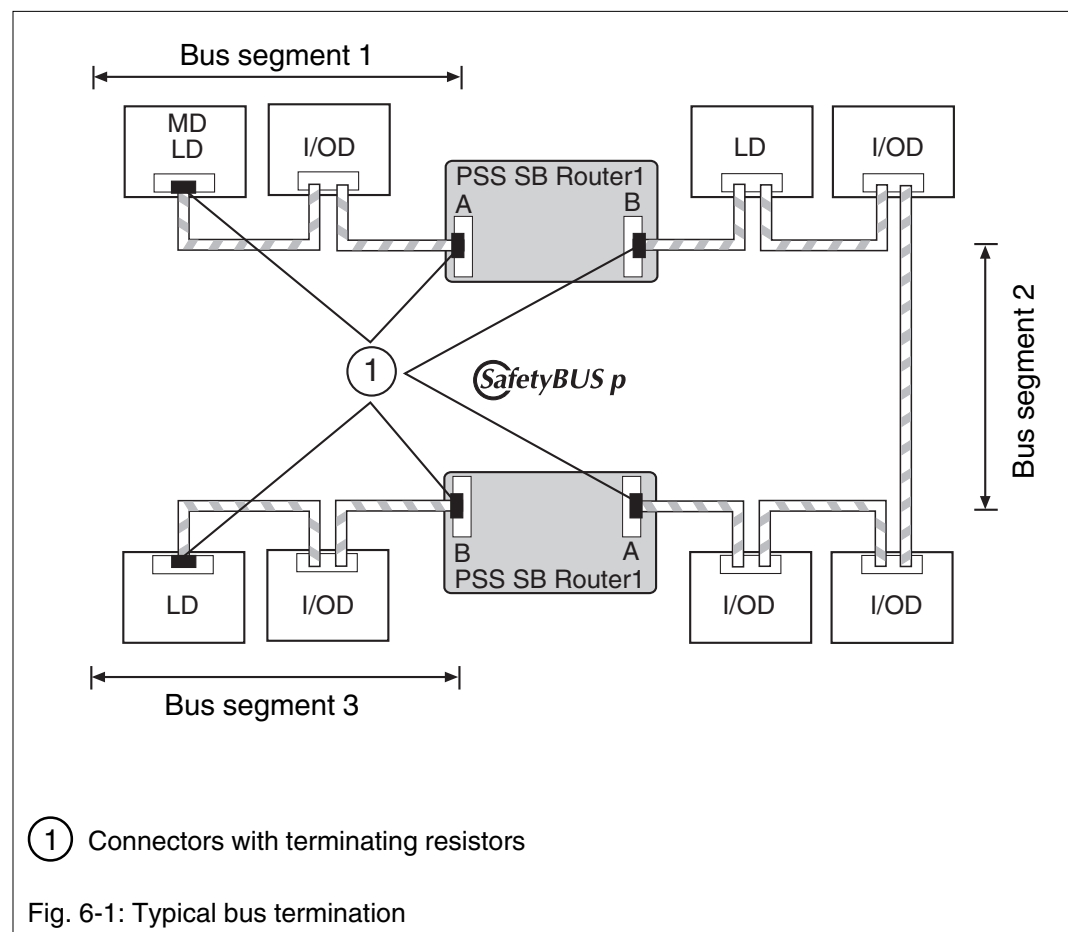 Bus segment 1
MD
LD
I/OD
LD
I/OD
PSS SB Router1
A
B
Bus segment 2
1
SafetyBUS p
B
A
PSS SB Router1
LD
I/OD
I/OD
I/OD
Bus segment 3
1 Connectors with terminating resistors
Fig. 6-1: Typical bus termination